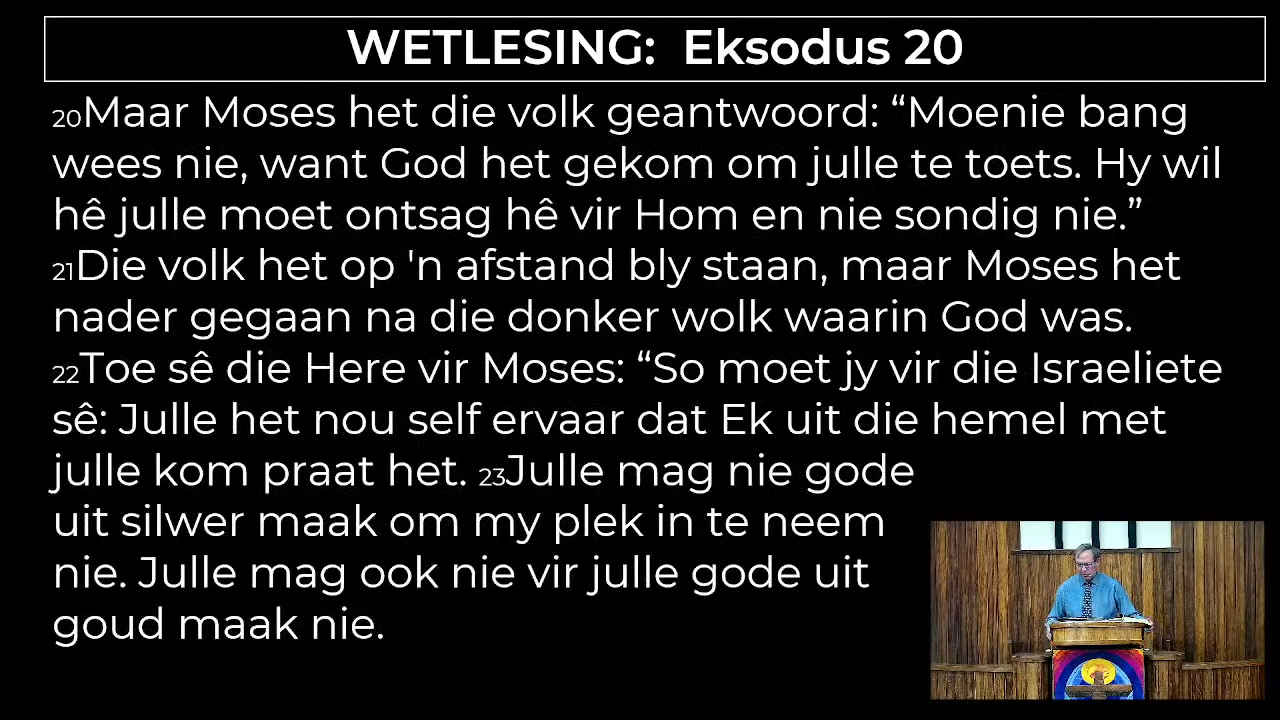 WETLESING: Eksodus 20
20Maar Moses het die volk geantwoord: “Moenie bang
wees nie, want God het gekom om julle te toets. Hy wil
hê julle moet ontsag hê vir Hom en nie sondig nie.”
21Die volk het op 'n afstand bly staan, maar Moses het
nader gegaan na die donker wolk waarin God was.
22Toe sê die Here vir Moses: “So moet jy vir die Israeliete
sê: Julle het nou self ervaar dat Ek uit die hemel met
julle kom praat het. 23Julle mag nie gode
uit silwer maak om my plek in te neem
nie. Julle mag ook nie vir julle gode uit
goud maak nie.